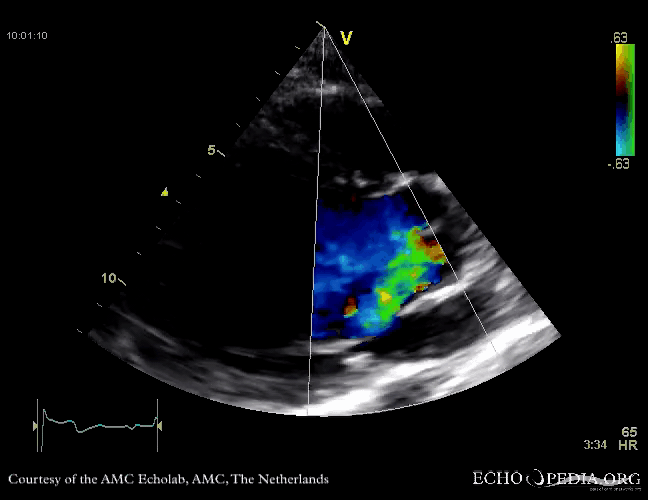 10:01:10
V
.63
-.63
5
10
65
3:34 HR
Courtesy of the AMC Echolab, AMC, The Netherlands
ECHOPEDIA.ORG